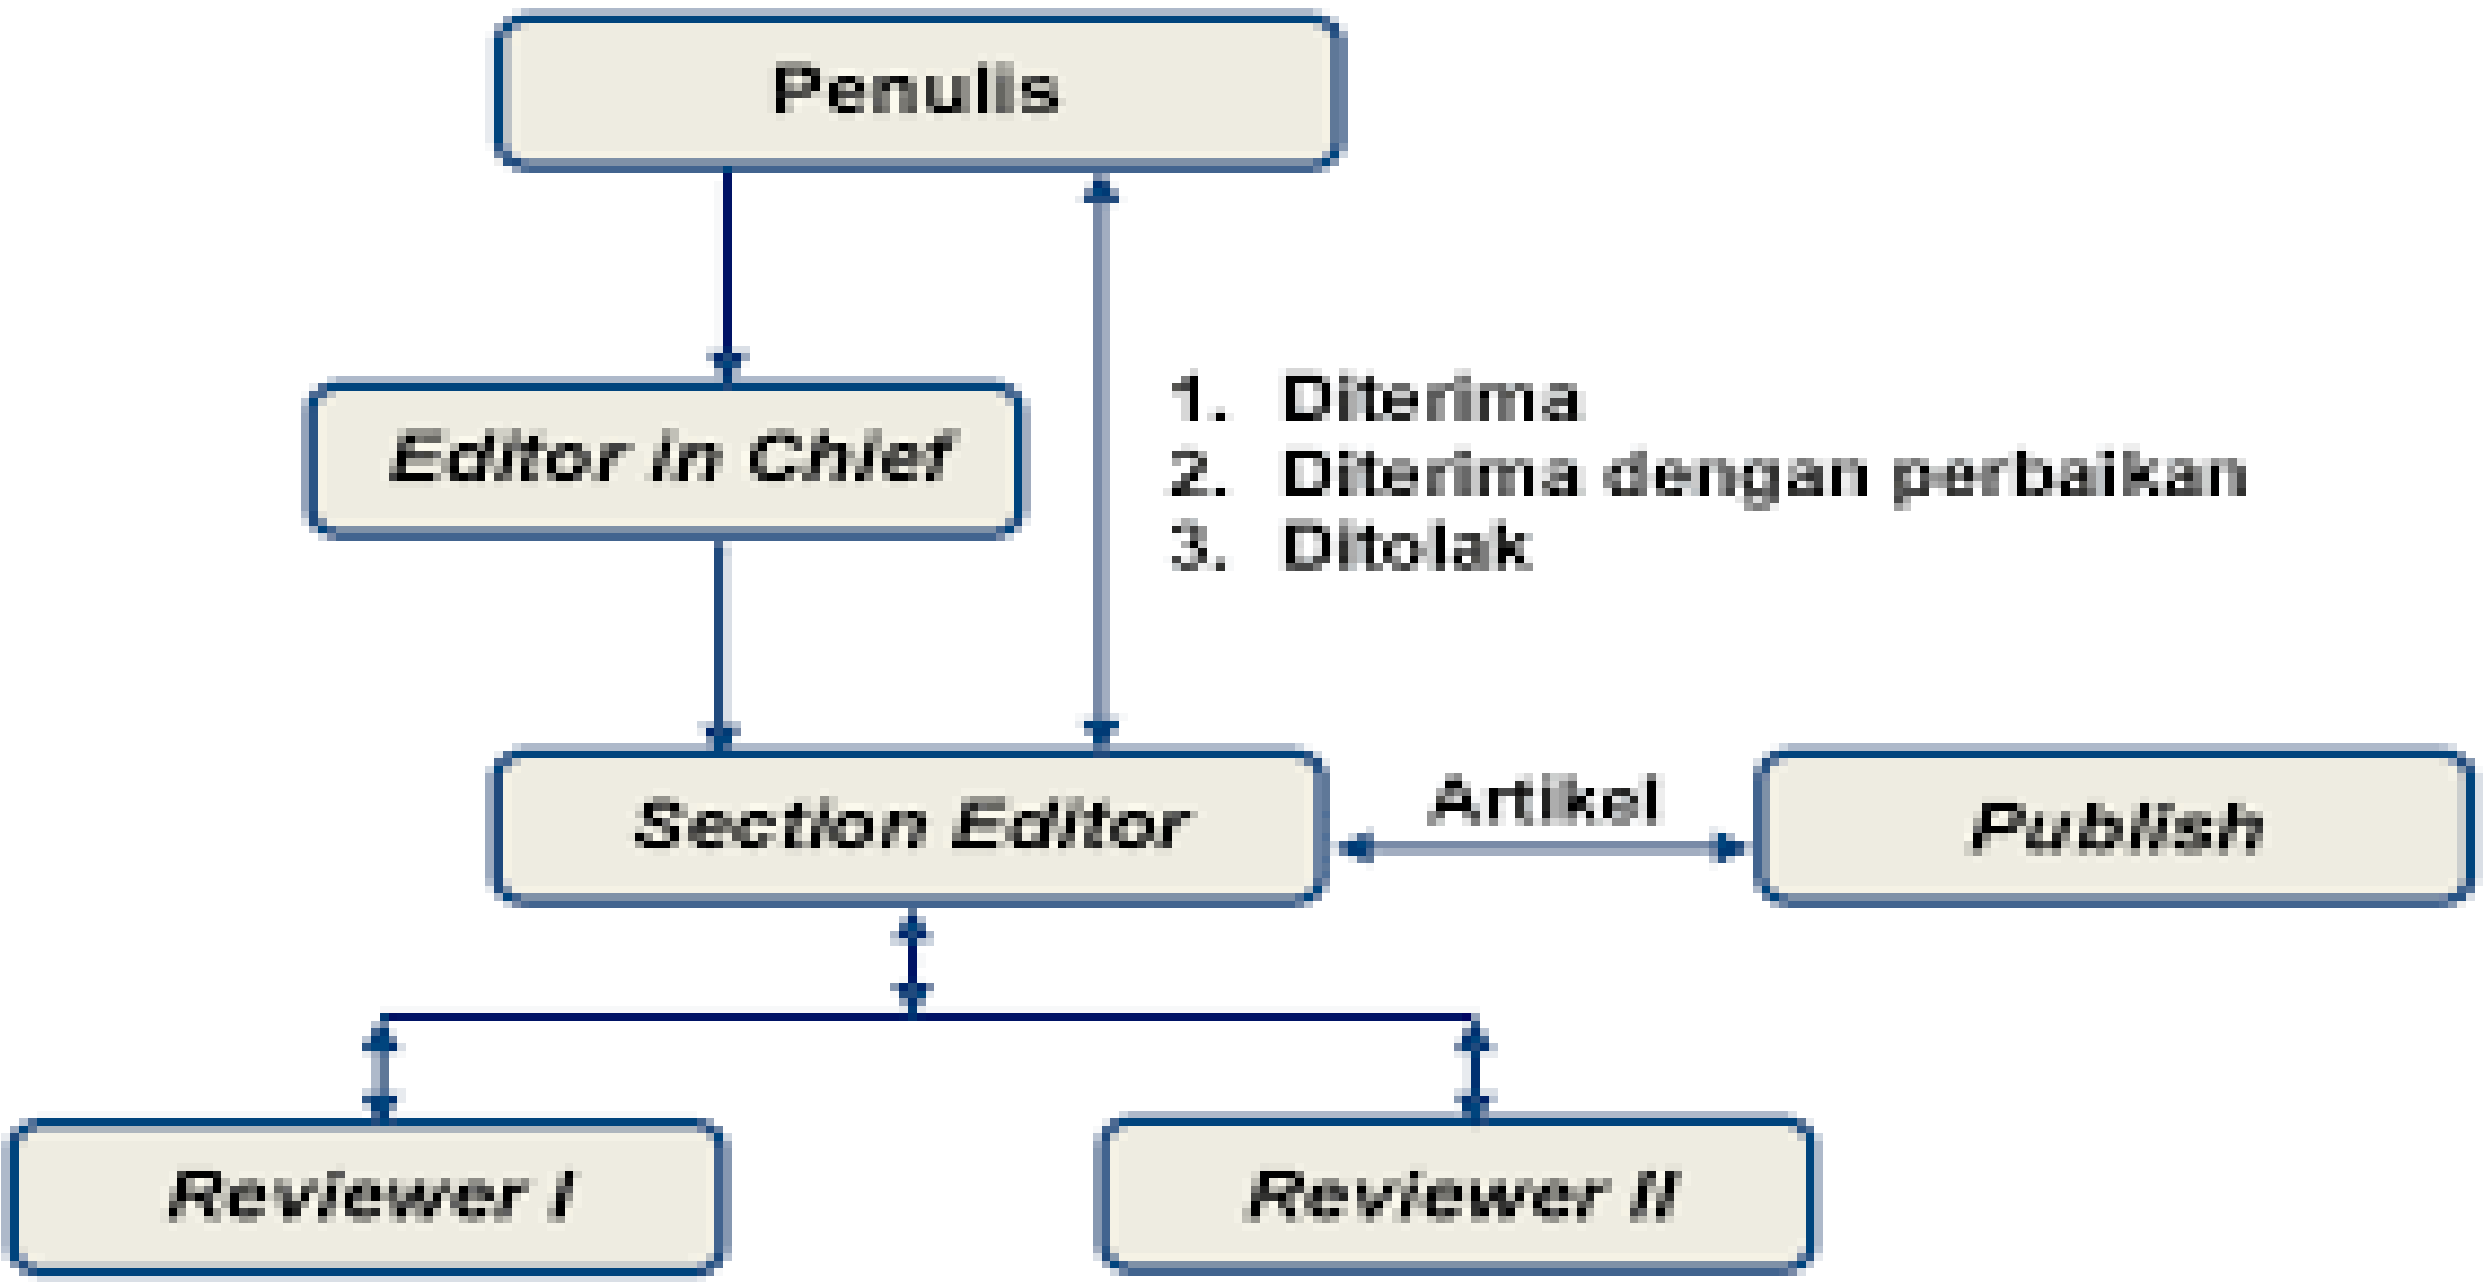 Penulis
Editor in Chief
1. Diterima
2. Diterima dengan perbaikan
3. Ditolak
Section Editor
Artikel
Publish
Reviewer I
Reviewer II